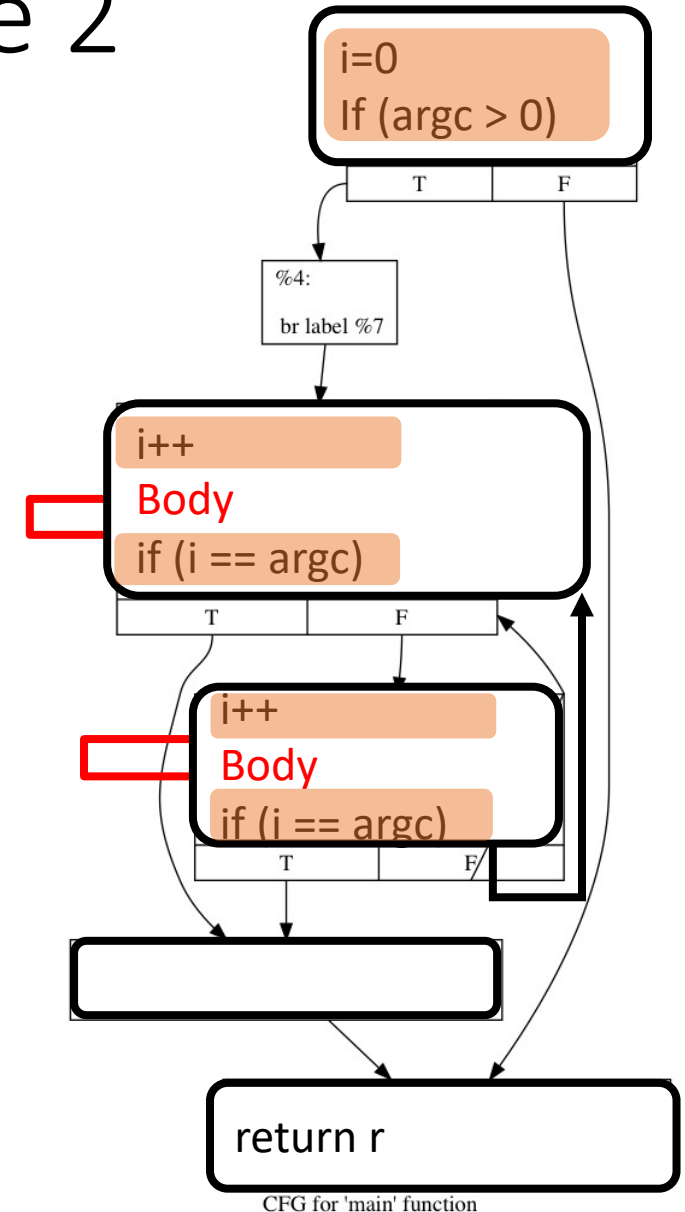 e 2
i=0
If (argc > 0)
T F
%4:
br label %7
i++
Body
if (i == argc)
T F
i++
Body
if (i == argc)
T F
return r
CFG for 'main' function